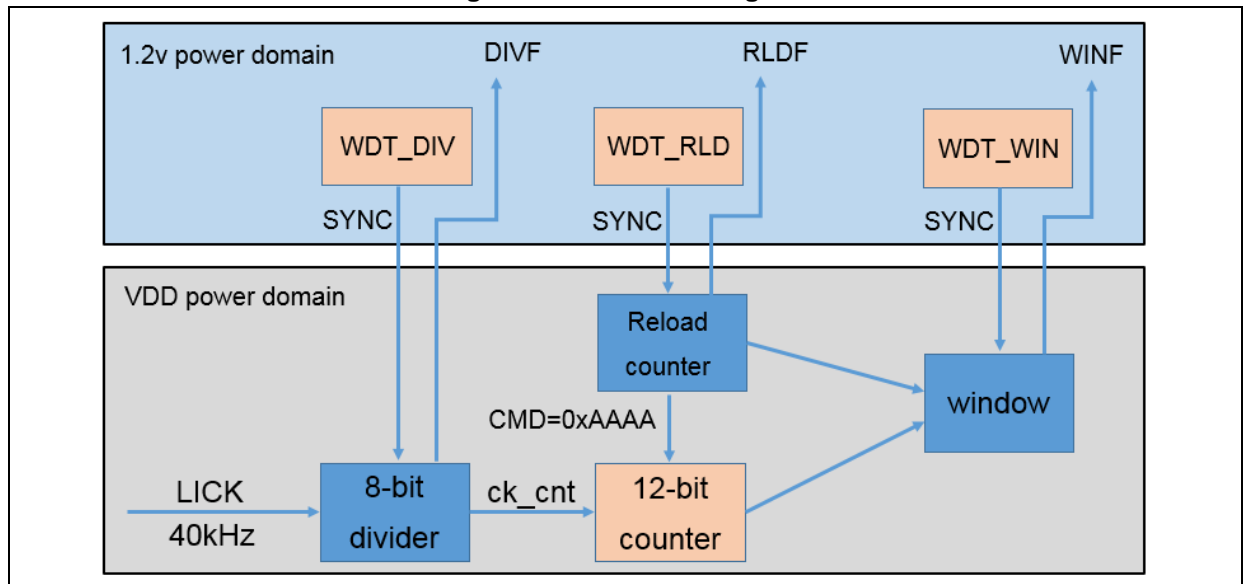 1.2v power domain
DIVF
RLDF
WINF
WDT_DIV
WDT_RLD
WDT_WIN
SYNC
SYNC
SYNC
VDD power domain
Reload
counter
window
CMD=0xAAAA
LICK
40kHz
8-bit
divider
ck_cnt
12-bit
counter